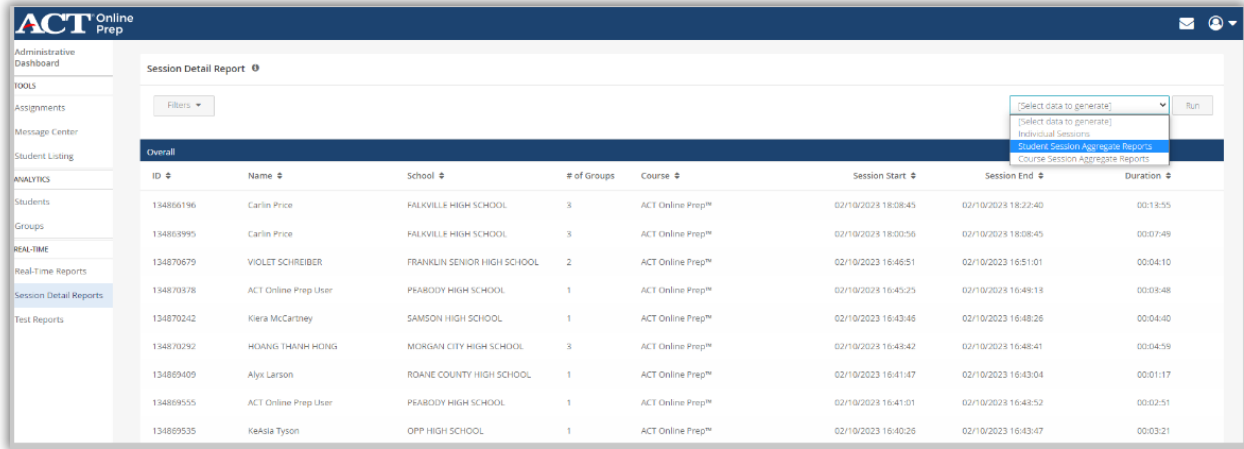 ACT® Online Prep
Administrative Dashboard
TOOLS
Assignments
Message Center
Student Listing
ANALYTICS
Students
Groups
REAL-TIME
Real-Time Reports
Session Detail Reports
Test Reports
Session Detail Report
Filters
[Select data to generate] Run
[Select data to generate]
Individual Sessions
Student Session Aggregate Reports
Course Session Aggregate Reports
Overall
ID Name School # of Groups Course Session Start Session End Duration
134866196 Carlin Price FALKVILLE HIGH SCHOOL 3 ACT Online Prep™ 02/10/2023 18:08:45 02/10/2023 18:22:40 00:13:55
134863995 Carlin Price FALKVILLE HIGH SCHOOL 3 ACT Online Prep™ 02/10/2023 18:00:56 02/10/2023 18:08:45 00:07:49
134870679 VIOLET SCHREIBER FRANKLIN SENIOR HIGH SCHOOL 2 ACT Online Prep™ 02/10/2023 16:46:51 02/10/2023 16:51:01 00:04:10
134870378 ACT Online Prep User PEABODY HIGH SCHOOL 1 ACT Online Prep™ 02/10/2023 16:45:25 02/10/2023 16:49:13 00:03:48
134870242 Kiera McCartney SAMSON HIGH SCHOOL 1 ACT Online Prep™ 02/10/2023 16:43:46 02/10/2023 16:48:26 00:04:40
134870292 HOANG THANH HONG MORGAN CITY HIGH SCHOOL 3 ACT Online Prep™ 02/10/2023 16:43:42 02/10/2023 16:48:41 00:04:59
134869409 Alyx Larson ROANE COUNTY HIGH SCHOOL 1 ACT Online Prep™ 02/10/2023 16:41:47 02/10/2023 16:43:04 00:01:17
134869555 ACT Online Prep User PEABODY HIGH SCHOOL 1 ACT Online Prep™ 02/10/2023 16:41:01 02/10/2023 16:43:52 00:02:51
134869535 KeAsia Tyson OPP HIGH SCHOOL 1 ACT Online Prep™ 02/10/2023 16:40:26 02/10/2023 16:43:47 00:03:21